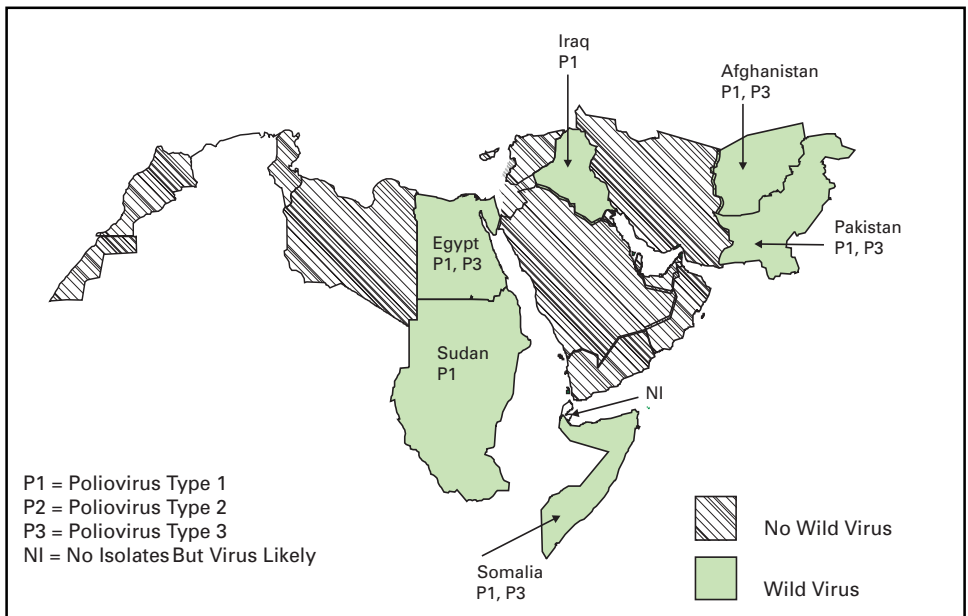 Iraq
P1
Afghanistan
P1, P3
Pakistan
P1, P3
Egypt
P1, P3
Sudan
P1
NI
P1 = Poliovirus Type 1
P2 = Poliovirus Type 2
P3 = Poliovirus Type 3
NI = No Isolates But Virus Likely
Somalia
P1, P3
No Wild Virus
Wild Virus